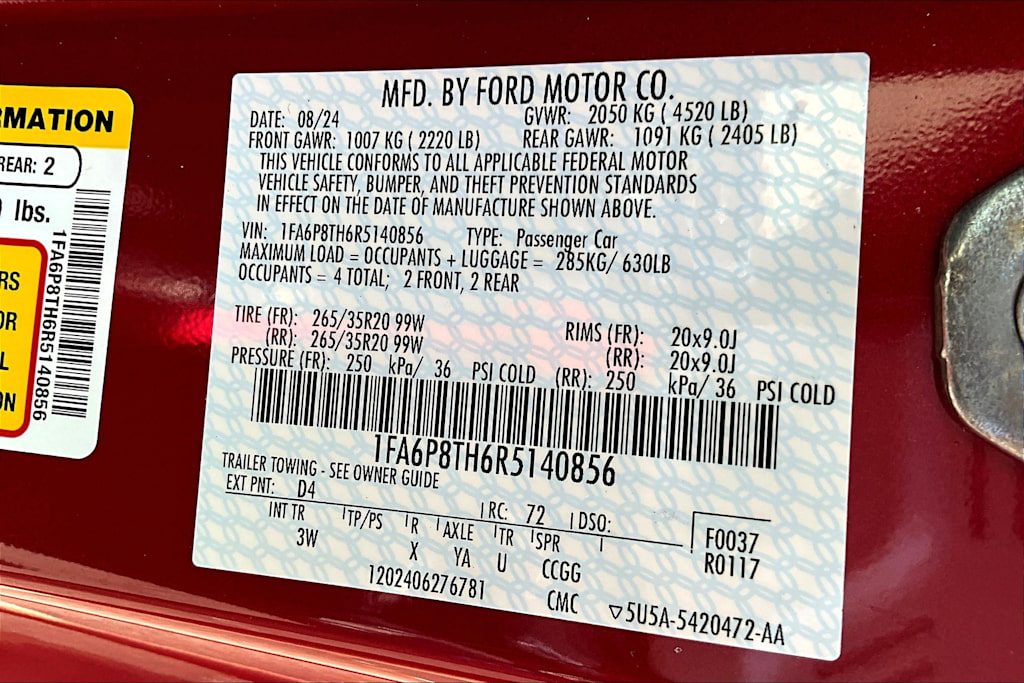 MFD. BY FORD MOTOR CO.
DATE: 08/24 GVWR: 2050 KG ( 4520 LB)
FRONT GAWR: 1007 KG ( 2220 LB) REAR GAWR: 1091 KG ( 2405 LB)
THIS VEHICLE CONFORMS TO ALL APPLICABLE FEDERAL MOTOR
VEHICLE SAFETY, BUMPER, AND THEFT PREVENTION STANDARDS
IN EFFECT ON THE DATE OF MANUFACTURE SHOWN ABOVE.
VIN: 1FA6P8TH6R5140856 TYPE: Passenger Car
MAXIMUM LOAD = OCCUPANTS + LUGGAGE = 285KG/ 630LB
OCCUPANTS = 4 TOTAL; 2 FRONT, 2 REAR
TIRE (FR): 265/35R20 99W RIMS (FR): 20x9.0J
(RR): 265/35R20 99W (RR): 20x9.0J
PRESSURE (FR): 250 kPa/ 36 PSI COLD (RR): 250 kPa/ 36 PSI COLD
1FA6P8TH6R5140856
TRAILER TOWING - SEE OWNER GUIDE
EXT PNT: D4 RC: 72 DSO:
INT TR TP/PS R AXLE TR SPR
3W X YA U CCGG
F0037
R0117
1202406276781 CMC ▽5U5A-5420472-AA
RMATION
REAR: 2
lbs.
RS
OR
L
ON
1FA6P8TH6R5140856